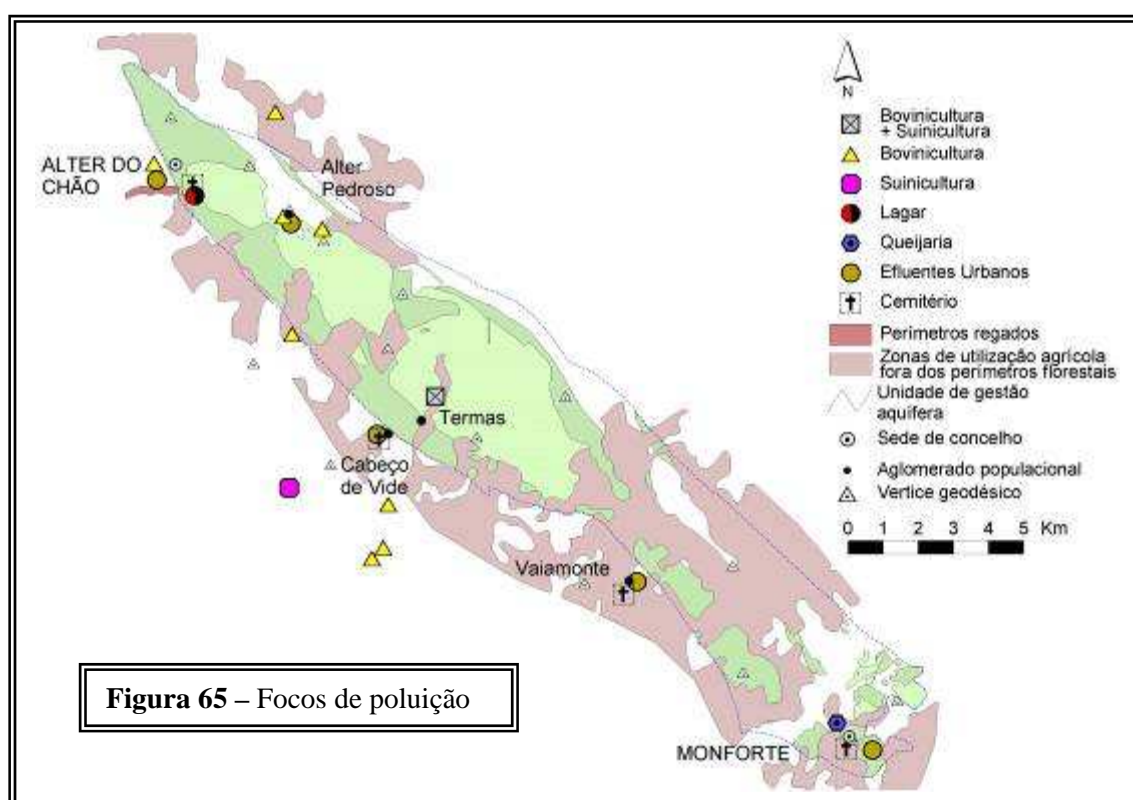 ALTER DO
CHÃO
Alter
Pedroso
Termas
Cabeço
de Vide
Vaiamonte
MONFORTE
N
Bovinicultura
+ Suinicultura
Bovinicultura
Suinicultura
Lagar
Queijaria
Efluentes Urbanos
Cemitério
Perímetros regados
Zonas de utilização agrícola
fora dos perímetros florestais
Unidade de gestão
aquífera
Sede de concelho
Aglomerado populacional
Vertice geodésico
0 1 2 3 4 5 Km
Figura 65 – Focos de poluição